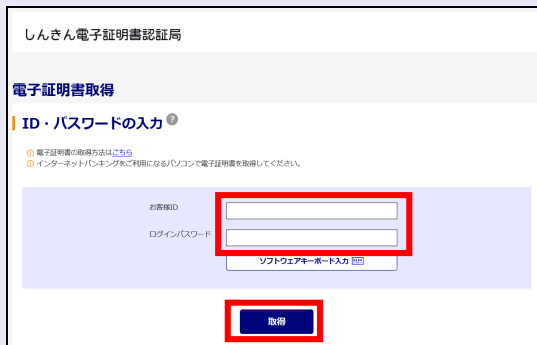 しんきん電子証明書認証局
電子証明書取得
ID・パスワードの入力 ?
電子証明書の取得方法はこちら
インターネットバンキングをご利用になるパソコンで電子証明書を取得してください。
お客様ID
ログインパスワード
ソフトウェアキーボード入力
取得